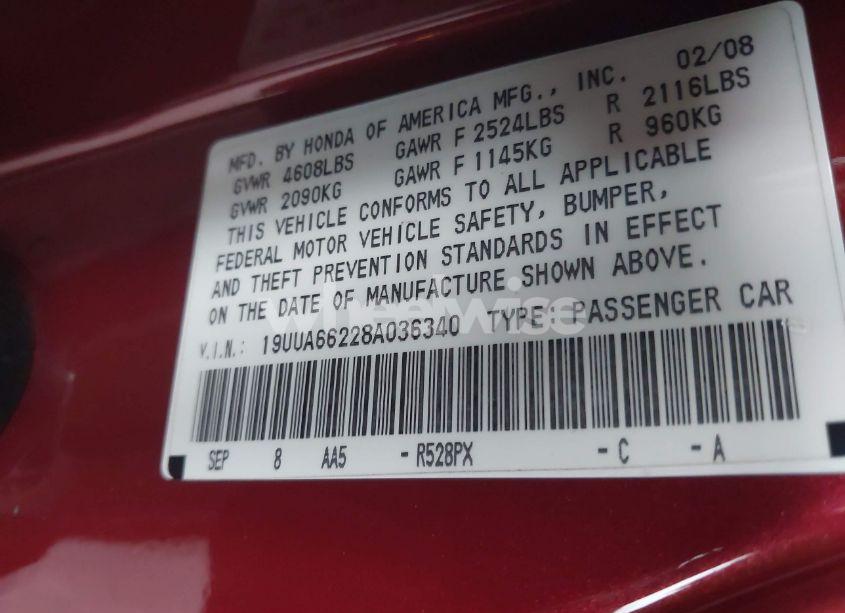 02/08
MFD. BY HONDA OF AMERICA MFG., INC.
GVWR 4608LBS GAWR F 2524LBS R 2116LBS
GVWR 2090KG GAWR F 1145KG R 960KG
THIS VEHICLE CONFORMS TO ALL APPLICABLE
FEDERAL MOTOR VEHICLE SAFETY, BUMPER,
AND THEFT PREVENTION STANDARDS IN EFFECT
ON THE DATE OF MANUFACTURE SHOWN ABOVE.
wheelwise
V.I.N.: 19UUA66228A036340 TYPE: PASSENGER CAR
SEP 8 AA5 - R528PX - C - A